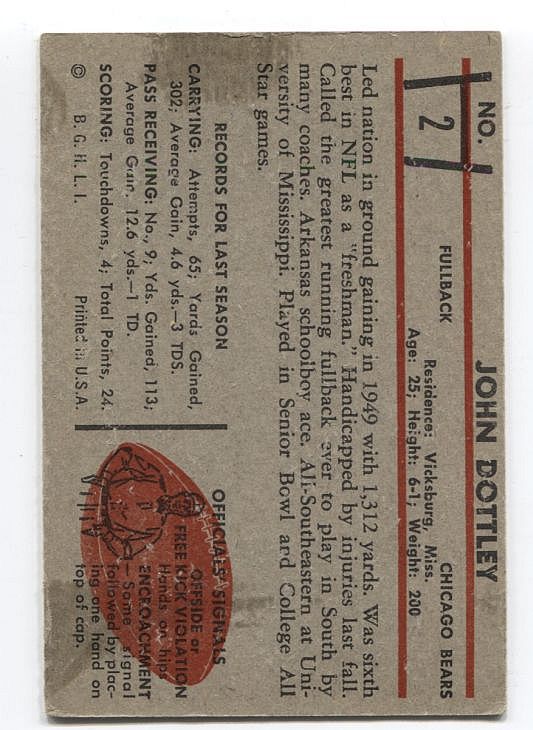 NO. 2
JOHN DOTTLEY
FULLBACK CHICAGO BEARS
Residence: Vicksburg, Miss.
Age: 25; Height: 6-1; Weight: 200
Led nation in ground gaining in 1949 with 1,312 yards. Was sixth
best in NFL as a "freshman." Handicapped by injuries last fall.
Called the greatest running fullback ever to play in South by
many coaches. Arkansas schoolboy ace. All-Southeastern at Uni-
versity of Mississippi. Played in Senior Bowl and College All
Star games.
RECORDS FOR LAST SEASON
CARRYING: Attempts, 65; Yards Gained,
302; Average Gain, 4.6 yds.—3 TDS.
PASS RECEIVING: No., 9; Yds. Gained, 113;
Average Gain, 12.6 yds.—1 TD.
SCORING: Touchdowns, 4; Total Points, 24.
© B. G. H. L. I. Printed in U.S.A.
OFFICIALS SIGNALS
OFFSIDE or
FREE KICK VIOLATION
Hands on hips
ENCROACHMENT
— Same signal
followed by plac-
ing one hand on
top of cap.